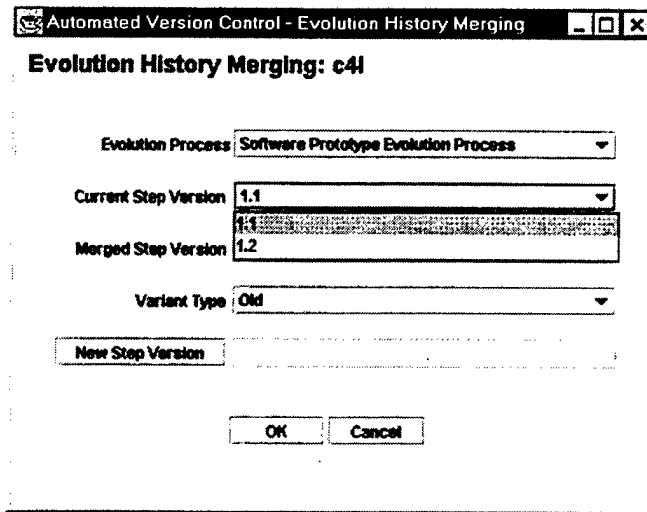 Automated Version Control - Evolution History Merging
Evolution History Merging: c4i
Evolution Process Software Prototype Evolution Process
Current Step Version 1.1
1.1
Merged Step Version 1.2
Variant Type Old
New Step Version
OK Cancel